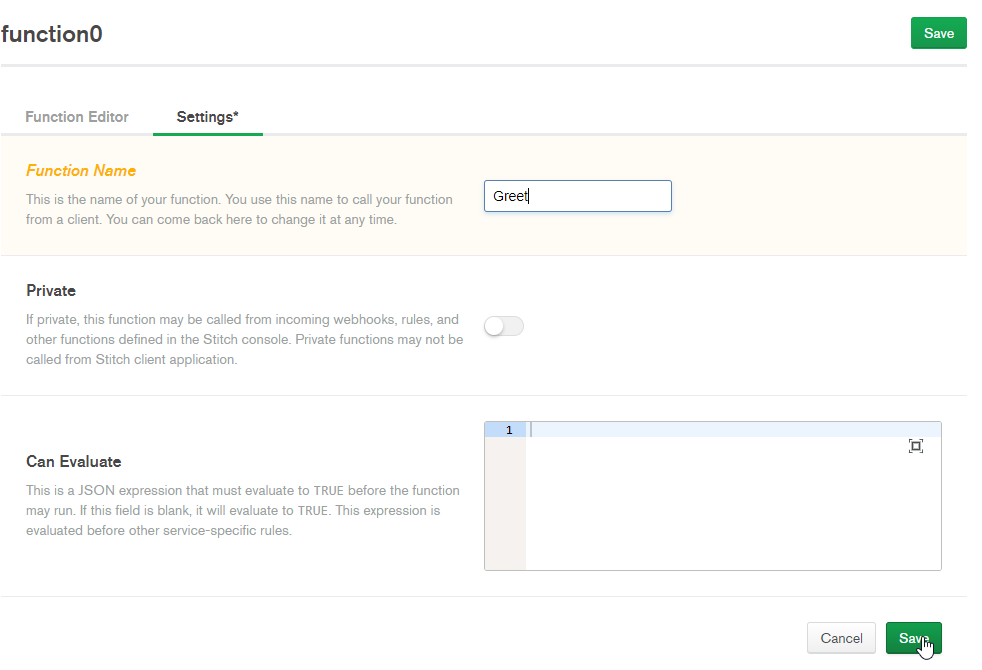 function0
Save
Function Editor
Settings*
Function Name
This is the name of your function. You use this name to call your function
from a client. You can come back here to change it at any time.
Greet
Private
If private, this function may be called from incoming webhooks, rules, and
other functions defined in the Stitch console. Private functions may not be
called from Stitch client application.
Can Evaluate
This is a JSON expression that must evaluate to TRUE before the function
may run. If this field is blank, it will evaluate to TRUE. This expression is
evaluated before other service-specific rules.
1
Cancel
Save